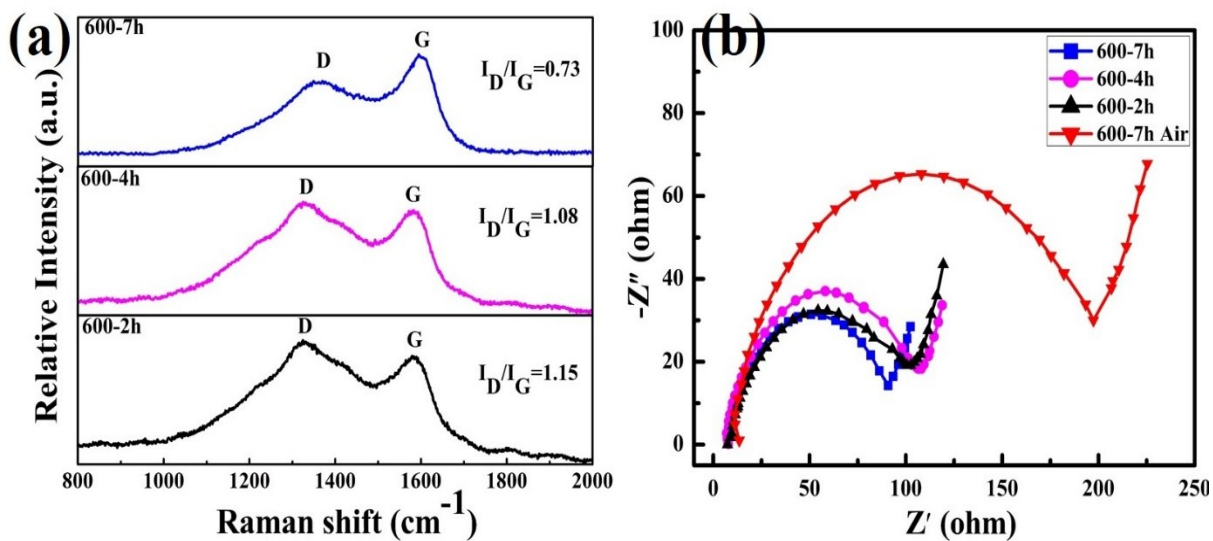 (a)
600-7h
D
G
I_D/I_G=0.73
600-4h
D
G
I_D/I_G=1.08
600-2h
D
G
I_D/I_G=1.15
Relative Intensity (a.u.)
800 1000 1200 1400 1600 1800 2000
Raman shift (cm⁻¹)
(b)
600-7h
600-4h
600-2h
600-7h Air
100
80
60
40
20
0
-Z″ (ohm)
0 50 100 150 200 250
Z′ (ohm)